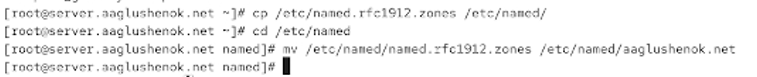 [root@server.aaglushenok.net ~]# cp /etc/named.rfc1912.zones /etc/named/
[root@server.aaglushenok.net ~]# cd /etc/named
[root@server.aaglushenok.net named]# mv /etc/named/named.rfc1912.zones /etc/named/aaglushenok.net
[root@server.aaglushenok.net named]#